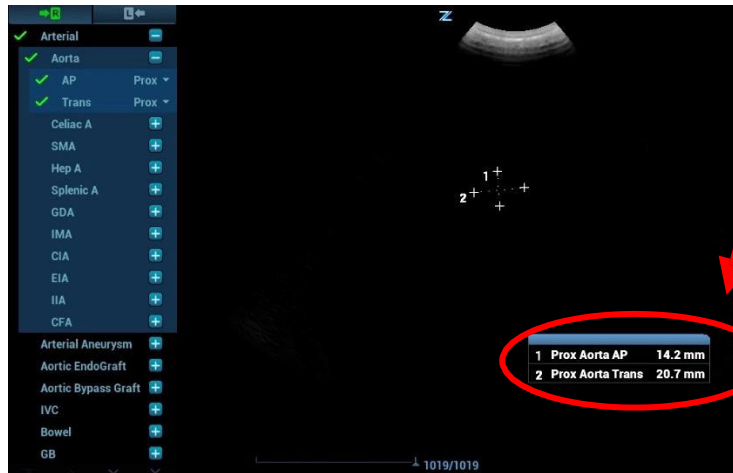 R L
Arterial
Aorta
AP Prox
Trans Prox
Celiac A
SMA
Hep A
Splenic A
GDA
IMA
CIA
EIA
IIA
CFA
Arterial Aneurysm
Aortic EndoGraft
Aortic Bypass Graft
IVC
Bowel
GB
Z
1
2
1 Prox Aorta AP 14.2 mm
2 Prox Aorta Trans 20.7 mm
1019/1019